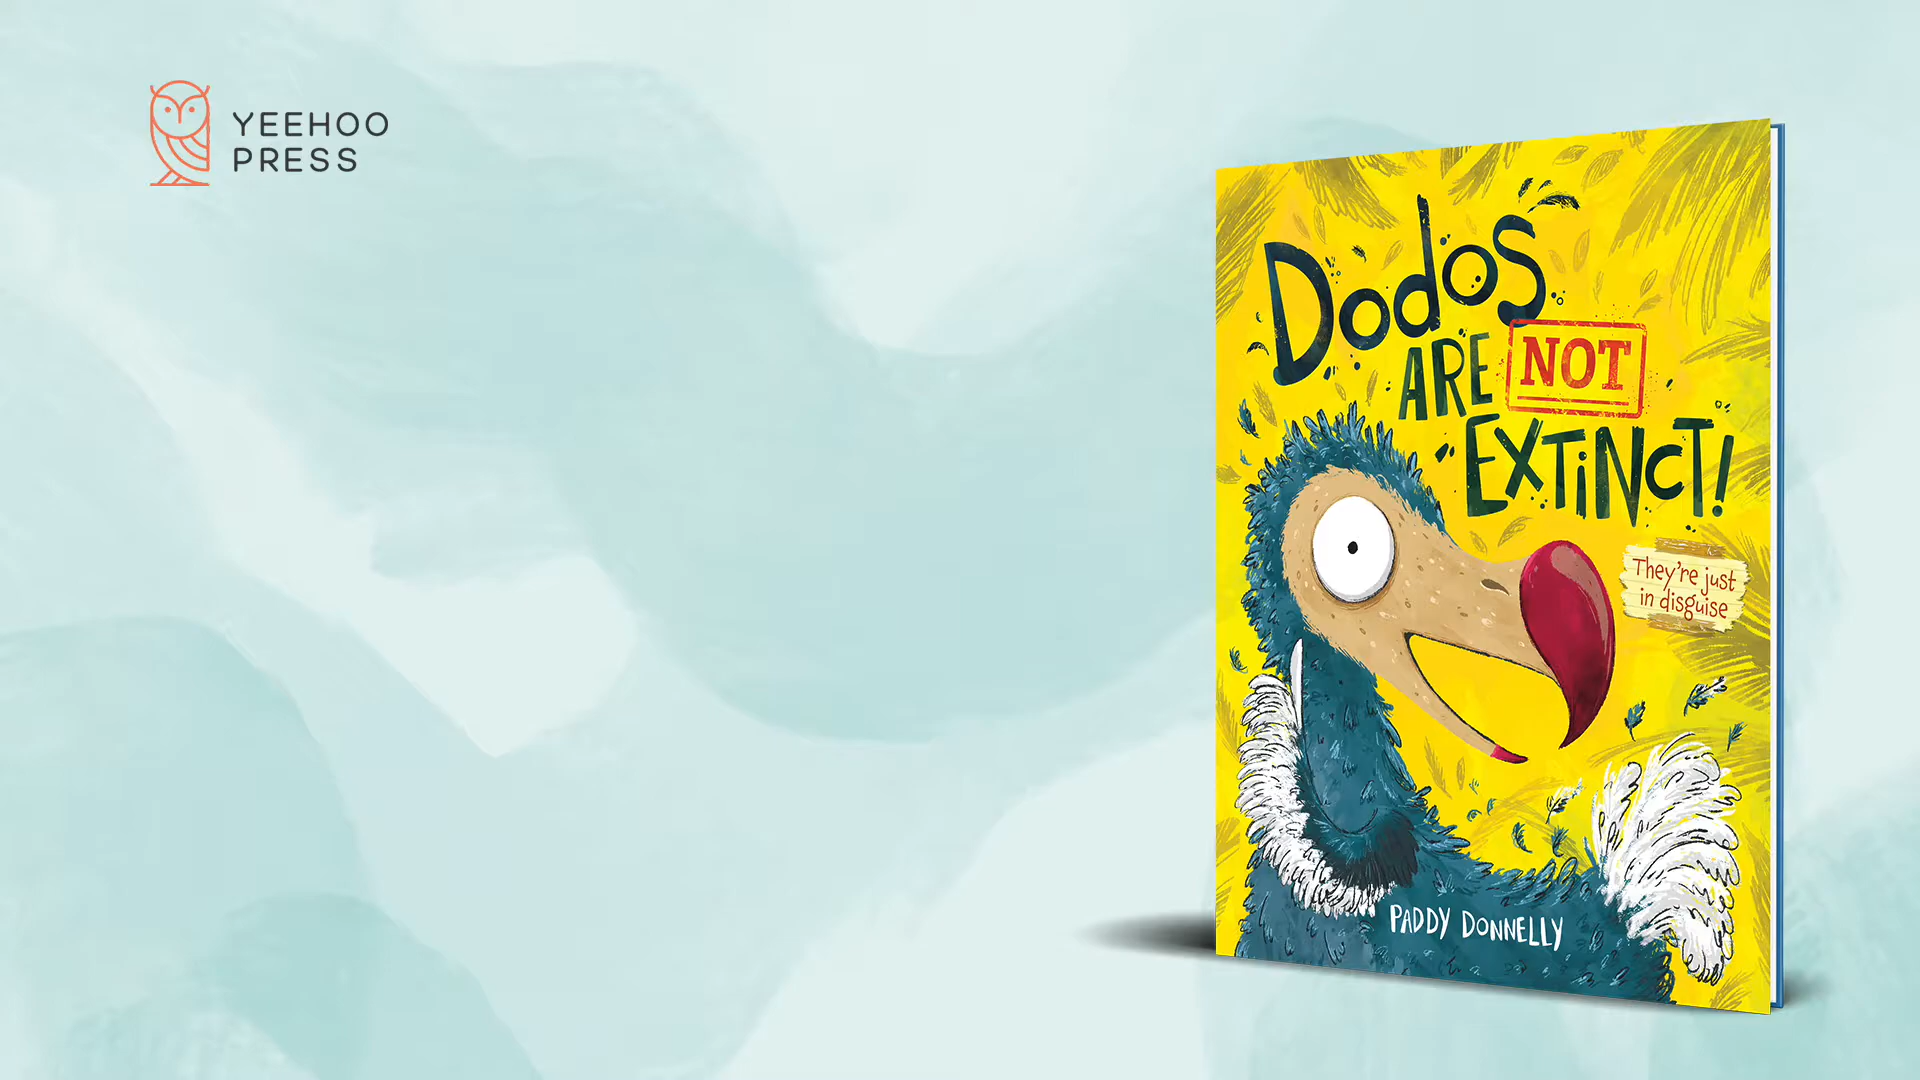 YEEHOO
PRESS
Dodos
ARE NOT
EXTiNcT!
They're just
in disguise
PADDY DONNELLY